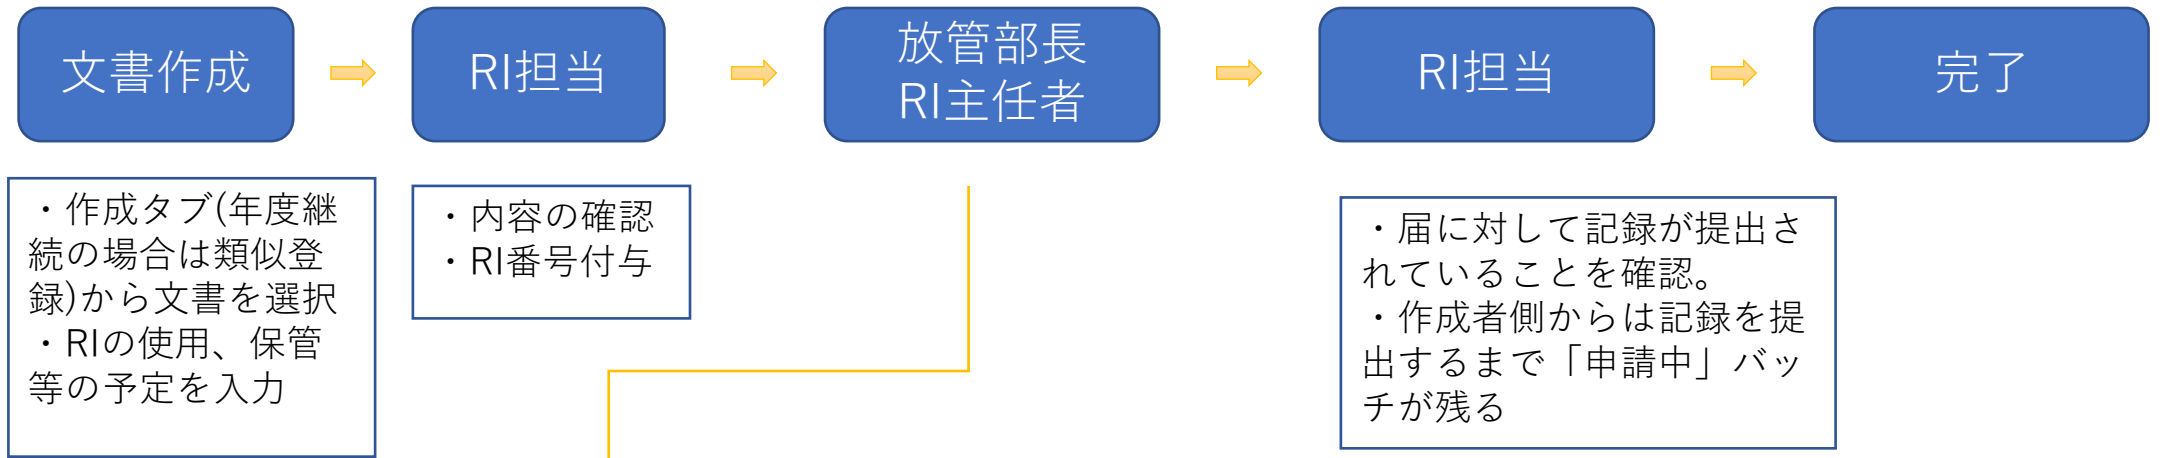 文書作成
RI担当
放管部長
RI主任者
RI担当
完了
・作成タブ(年度継
続の場合は類似登
録)から文書を選択
・RIの使用、保管
等の予定を入力
・内容の確認
・RI番号付与
・届に対して記録が提出さ
れていることを確認。
・作成者側からは記録を提
出するまで「申請中」バッ
チが残る